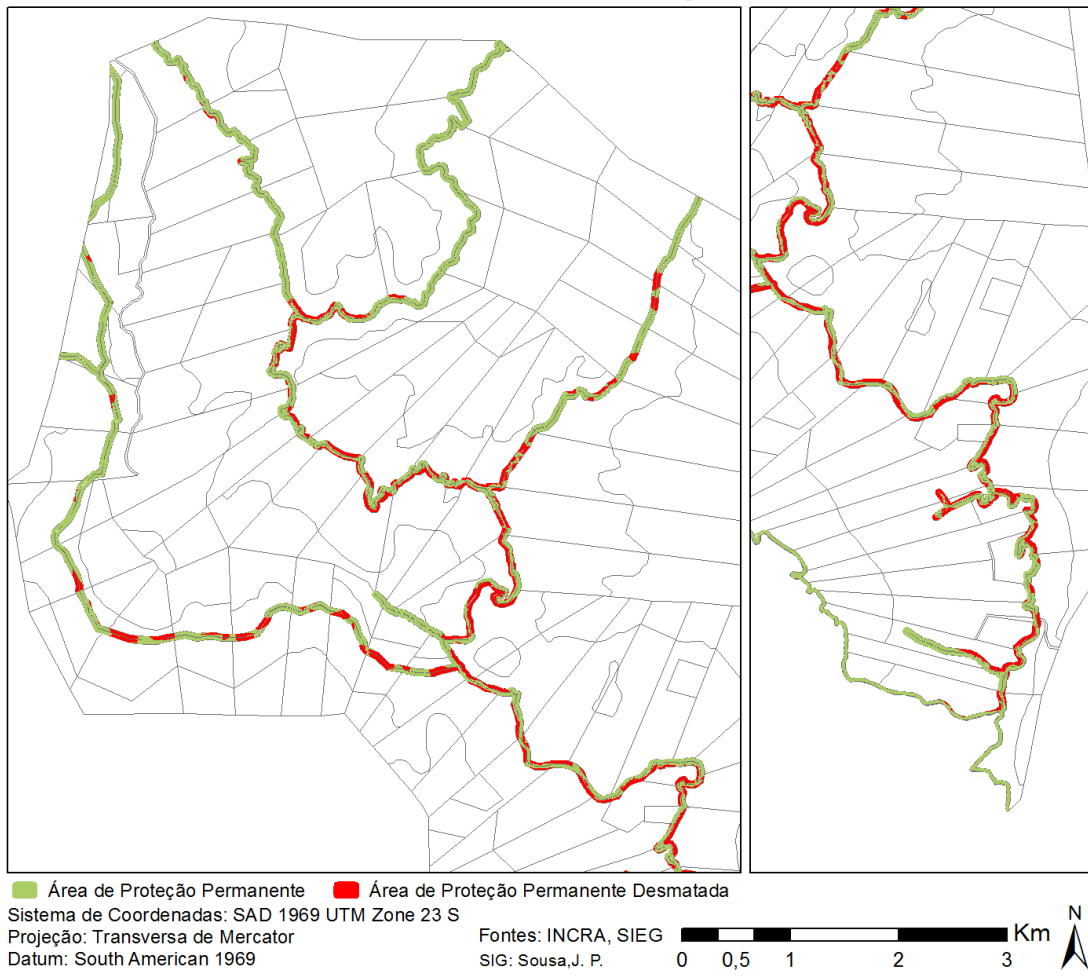 Área de Proteção Permanente Área de Proteção Permanente Desmatada
Sistema de Coordenadas: SAD 1969 UTM Zone 23 S
Projeção: Transversa de Mercator
Datum: South American 1969
Fontes: INCRA, SIEG
SIG: Sousa,J. P.
Km
0 0,5 1 2 3
N